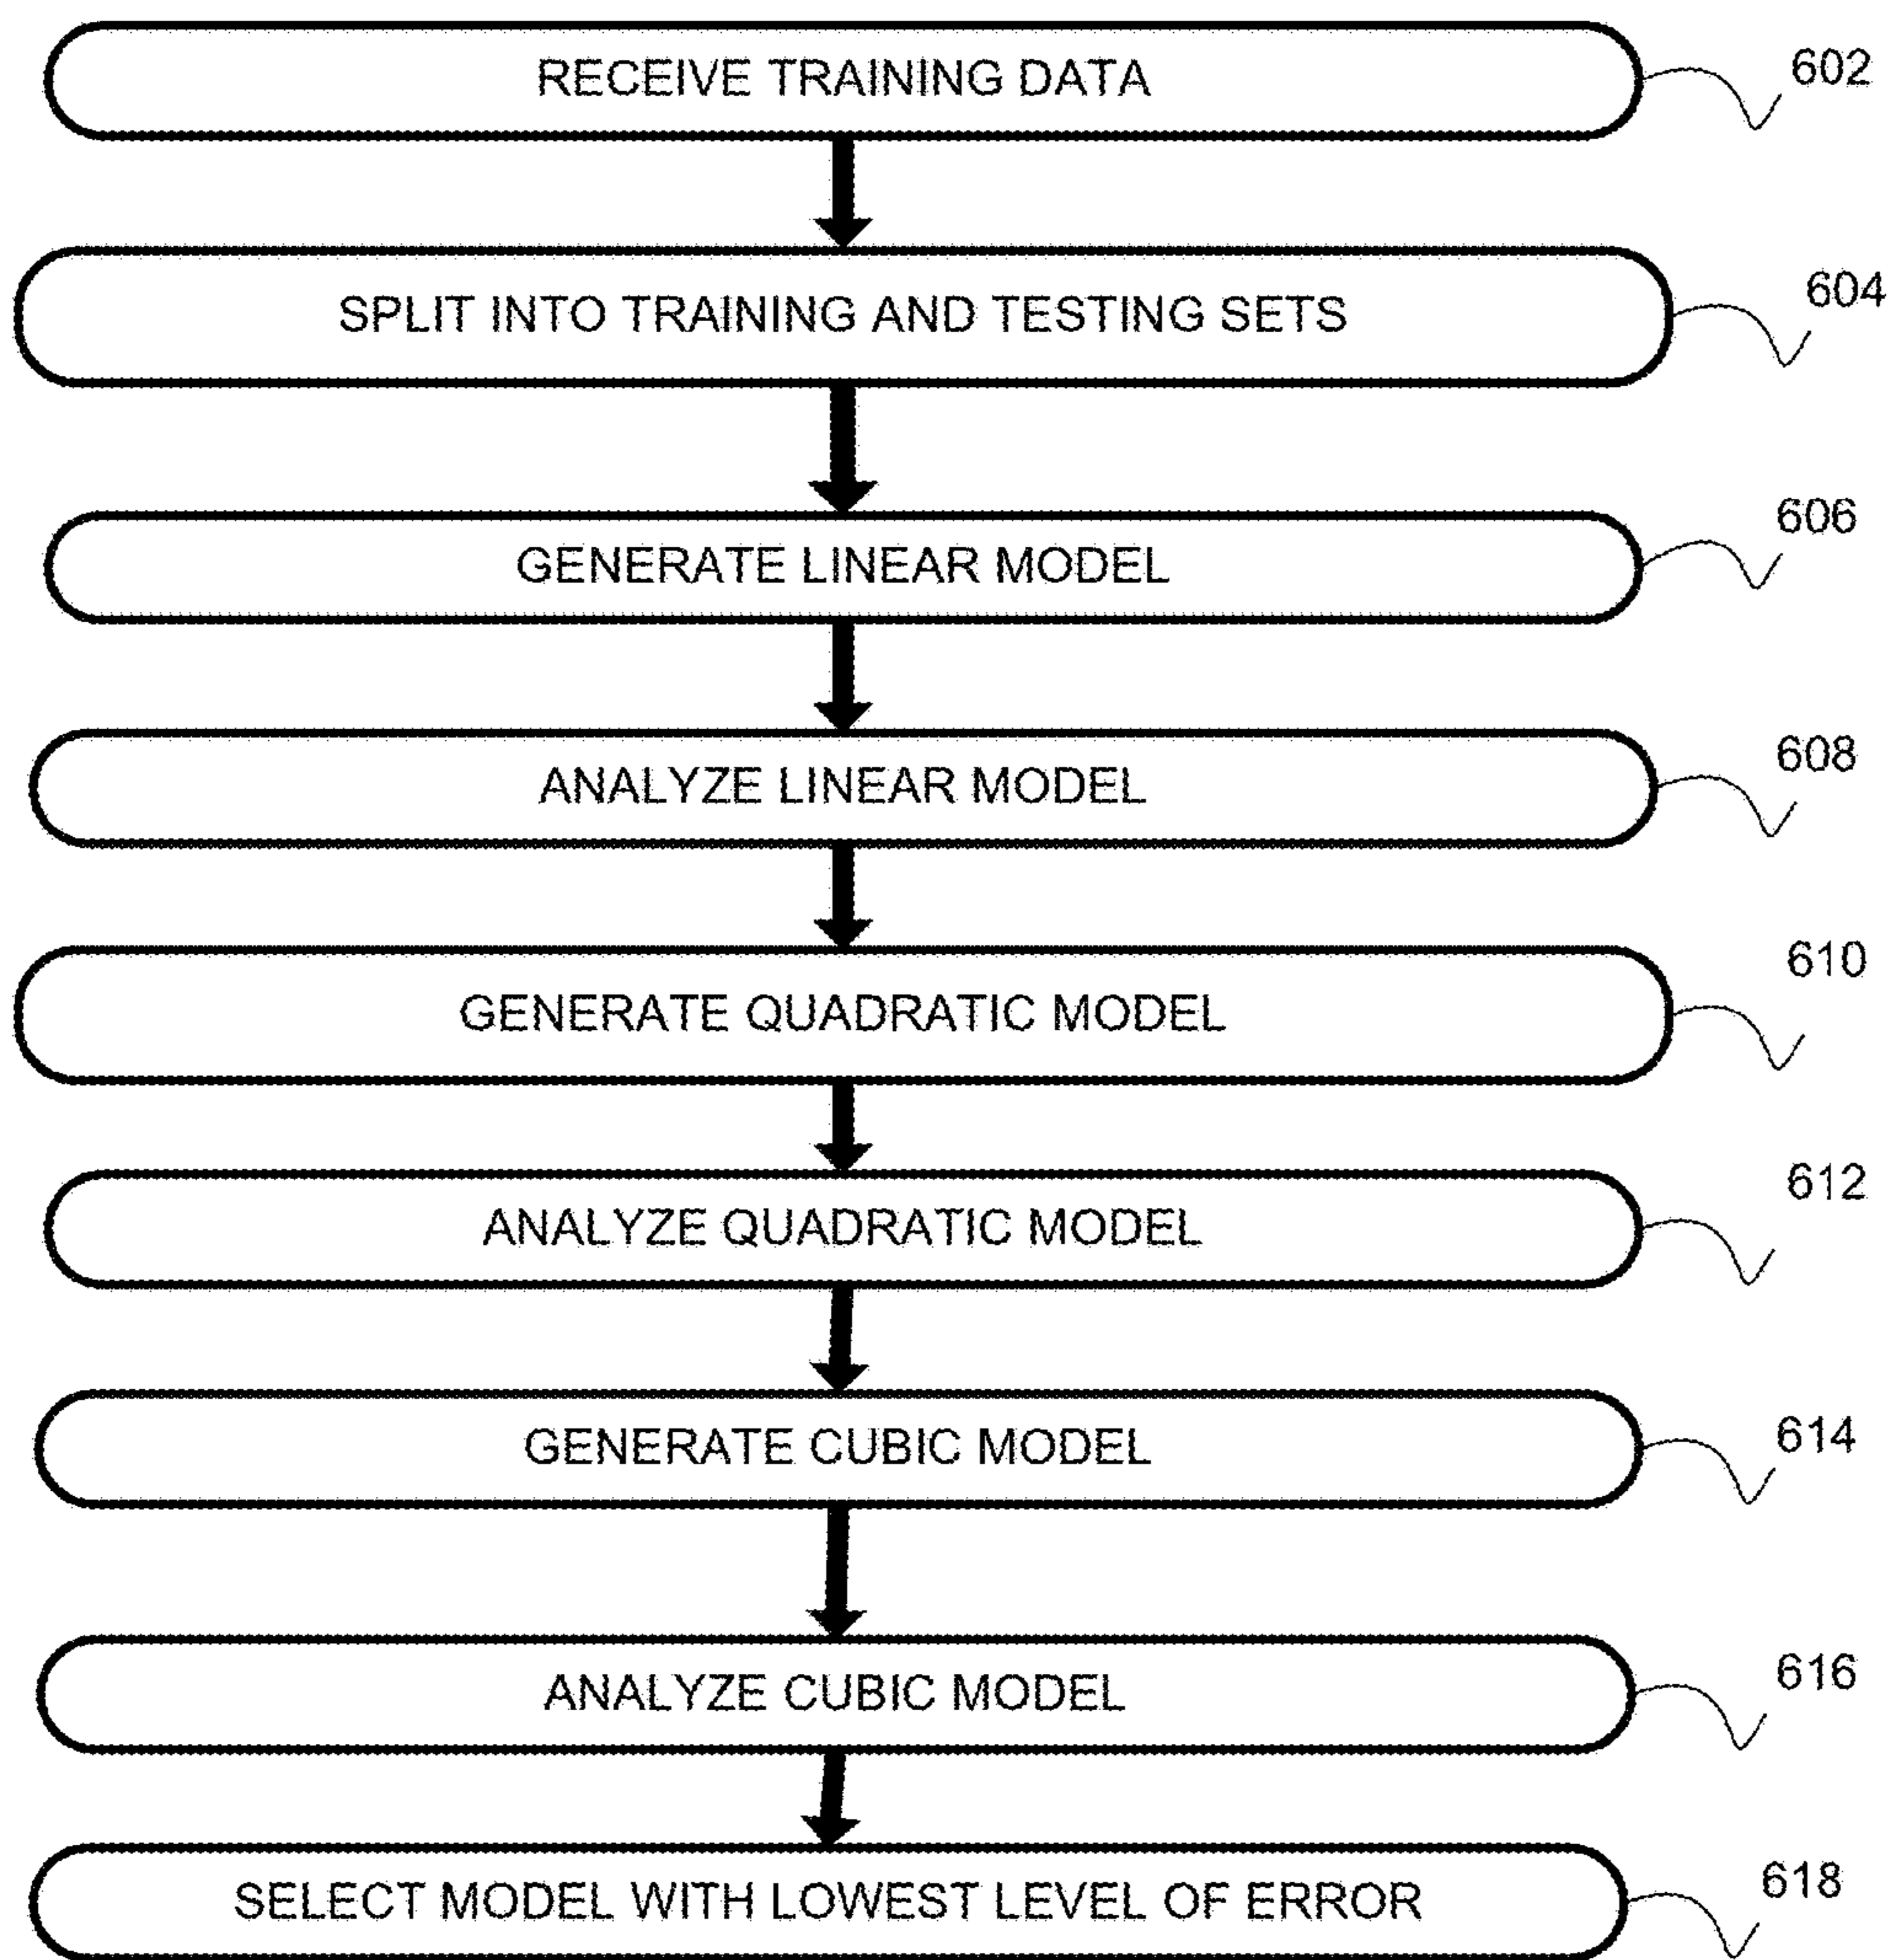 RECEIVE TRAINING DATA
602
SPLIT INTO TRAINING AND TESTING SETS
604
GENERATE LINEAR MODEL
606
ANALYZE LINEAR MODEL
608
GENERATE QUADRATIC MODEL
610
ANALYZE QUADRATIC MODEL
612
GENERATE CUBIC MODEL
614
ANALYZE CUBIC MODEL
616
SELECT MODEL WITH LOWEST LEVEL OF ERROR
618